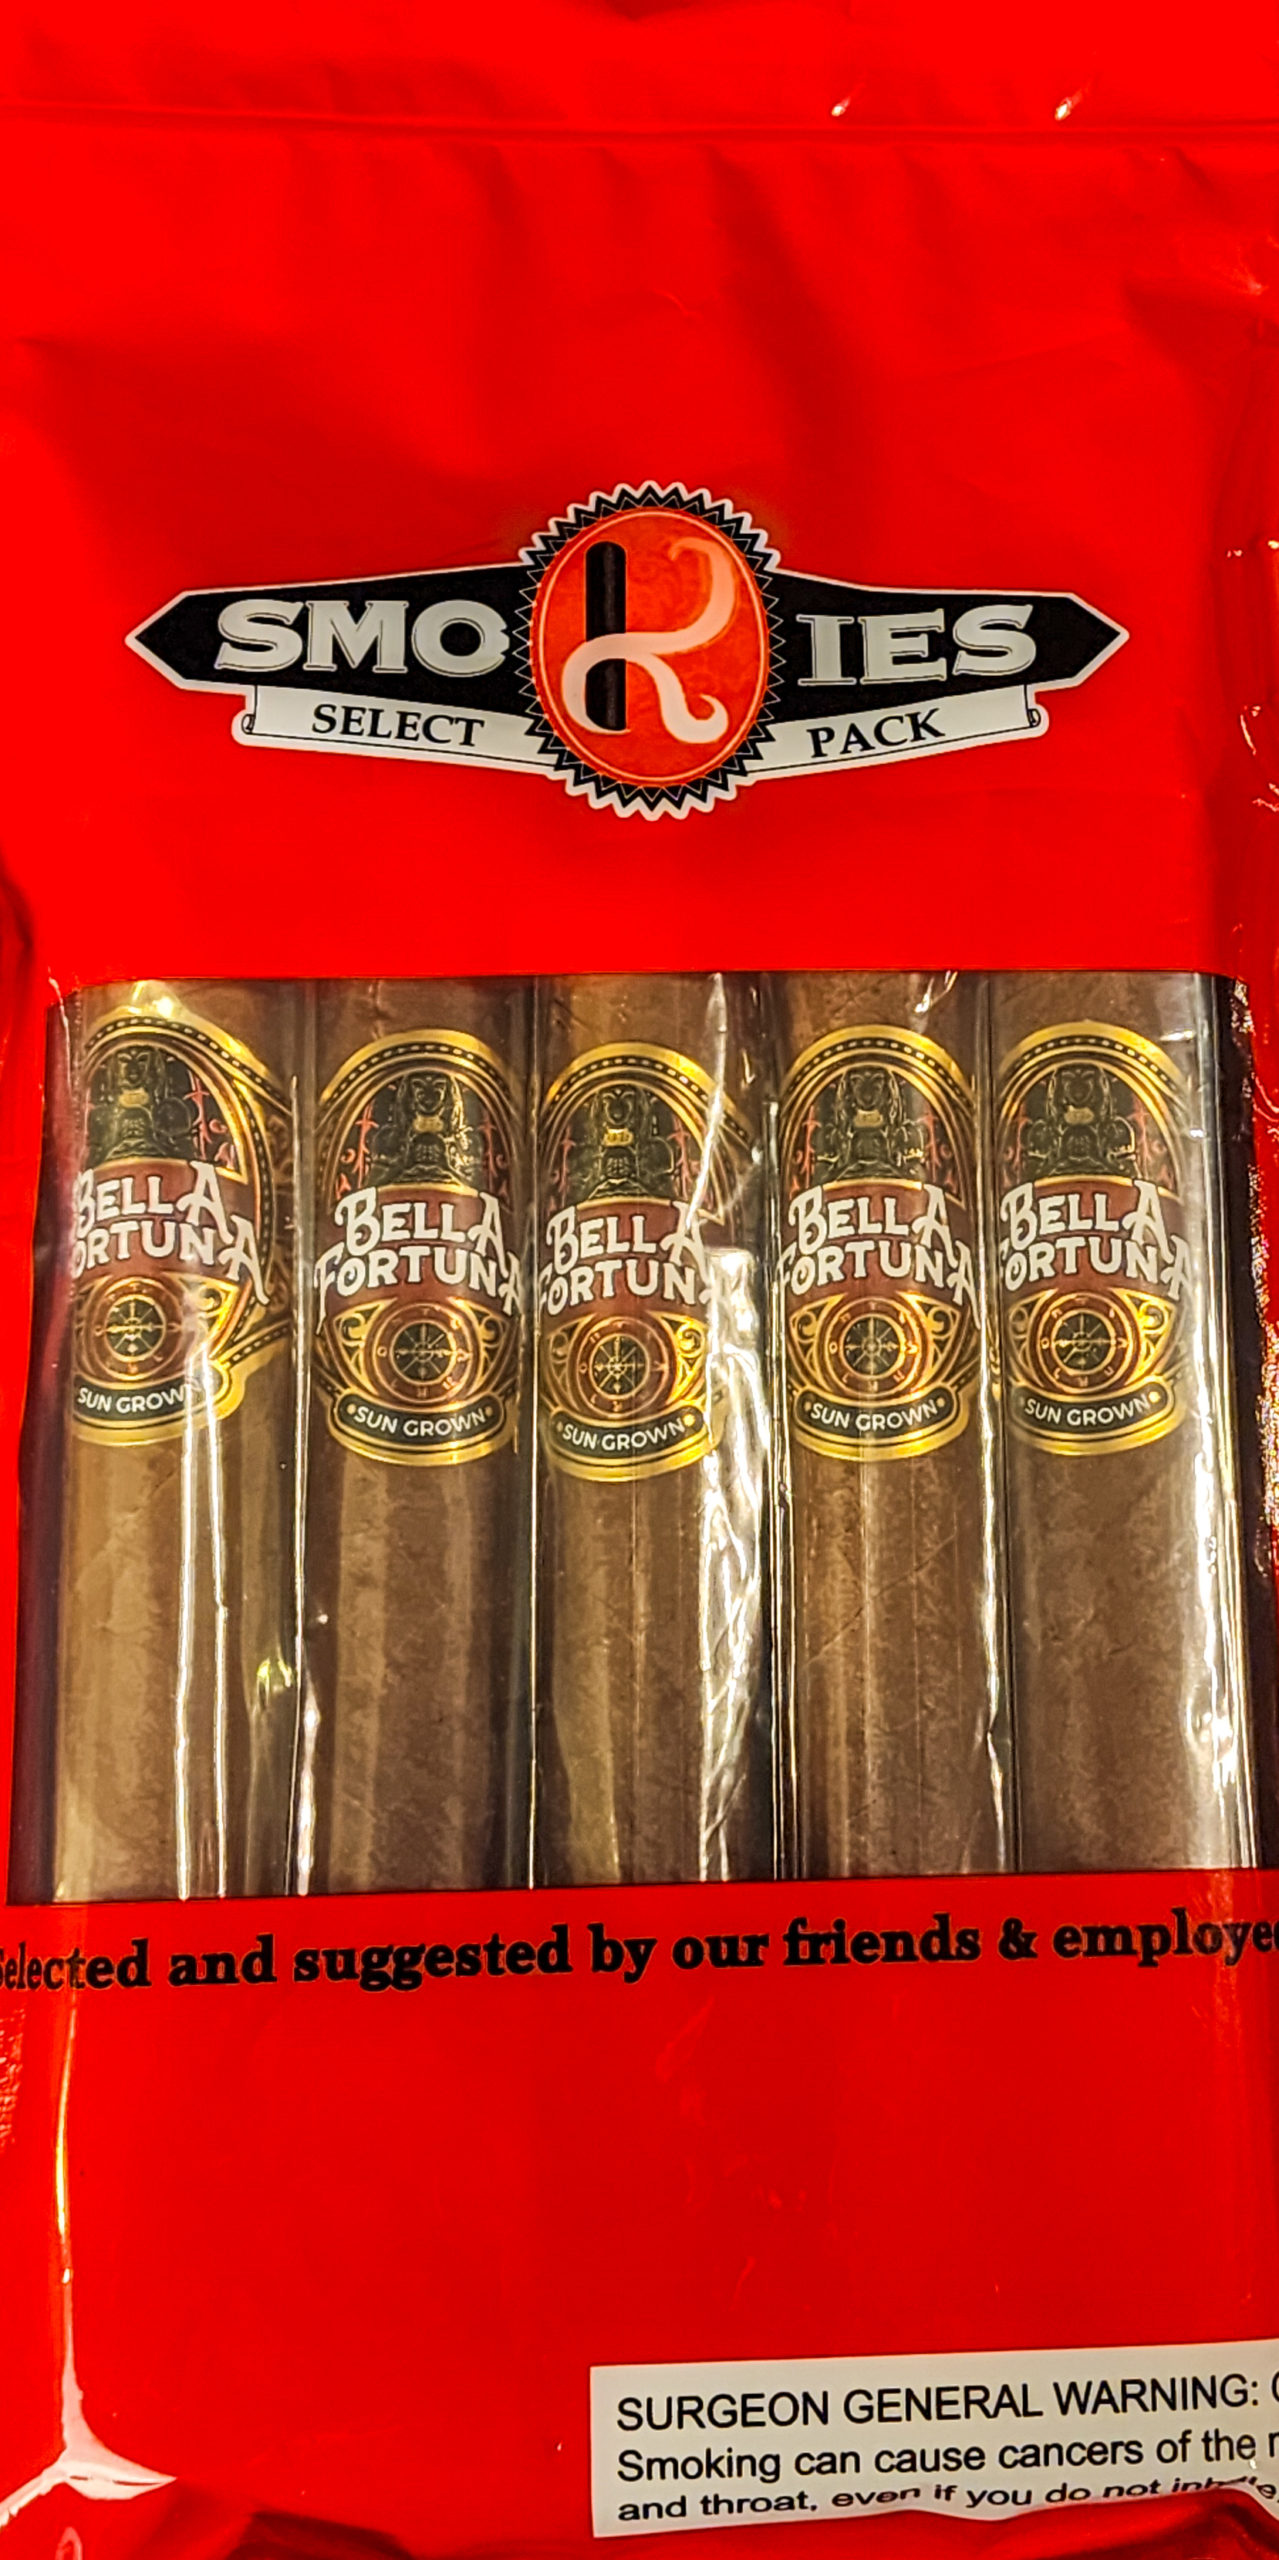 SMOKIES
SELECT PACK
BELLA
FORTUNA
SUN GROWN
BELLA
FORTUNA
SUN GROWN
BELLA
FORTUNA
SUN GROWN
BELLA
FORTUNA
SUN GROWN
BELLA
FORTUNA
SUN GROWN
Selected and suggested by our friends &
SURGEON GENERAL WARNING:
Smoking can cause cancers of the
and throat, even if you do not